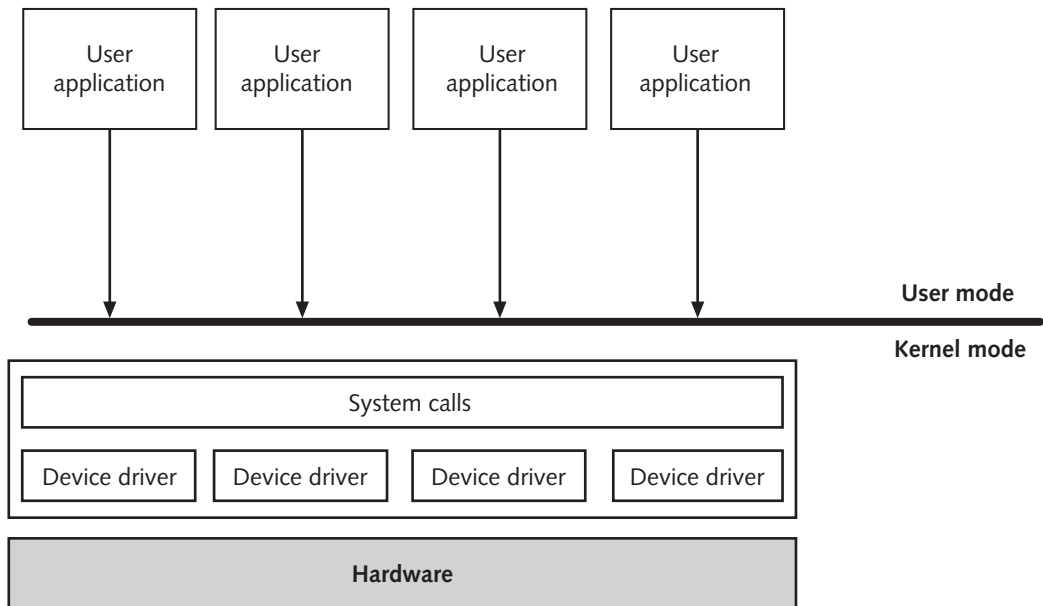 User
application
User
application
User
application
User
application
User mode
Kernel mode
System calls
Device driver
Device driver
Device driver
Device driver
Hardware